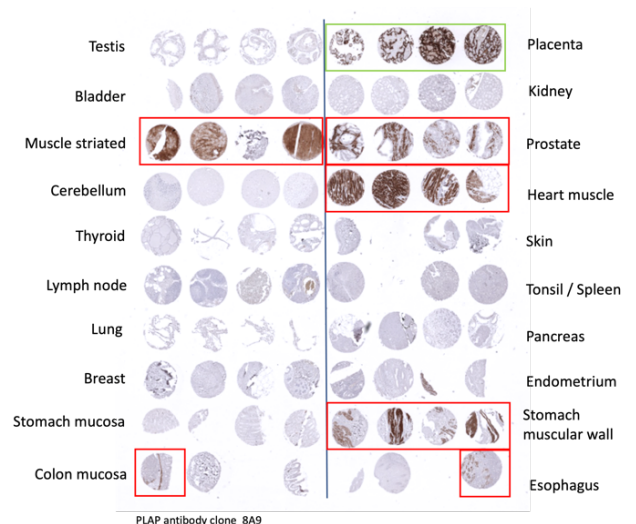 Testis
Placenta
Bladder
Kidney
Muscle striated
Prostate
Cerebellum
Heart muscle
Thyroid
Skin
Lymph node
Tonsil / Spleen
Lung
Pancreas
Breast
Endometrium
Stomach mucosa
Stomach
muscular wall
Colon mucosa
Esophagus
PLAP antibody clone 8A9